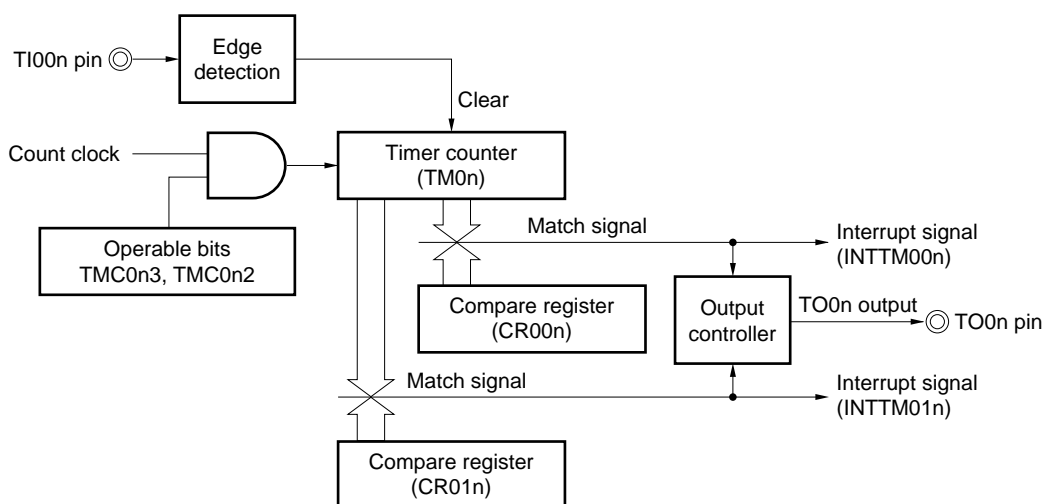 Edge
detection
TI00n pin
Clear
Timer counter
(TM0n)
Count clock
Operable bits
TMC0n3, TMC0n2
Match signal
Interrupt signal
(INTTM00n)
Compare register
(CR00n)
Output
controller
TO0n output
TO0n pin
Match signal
Interrupt signal
(INTTM01n)
Compare register
(CR01n)